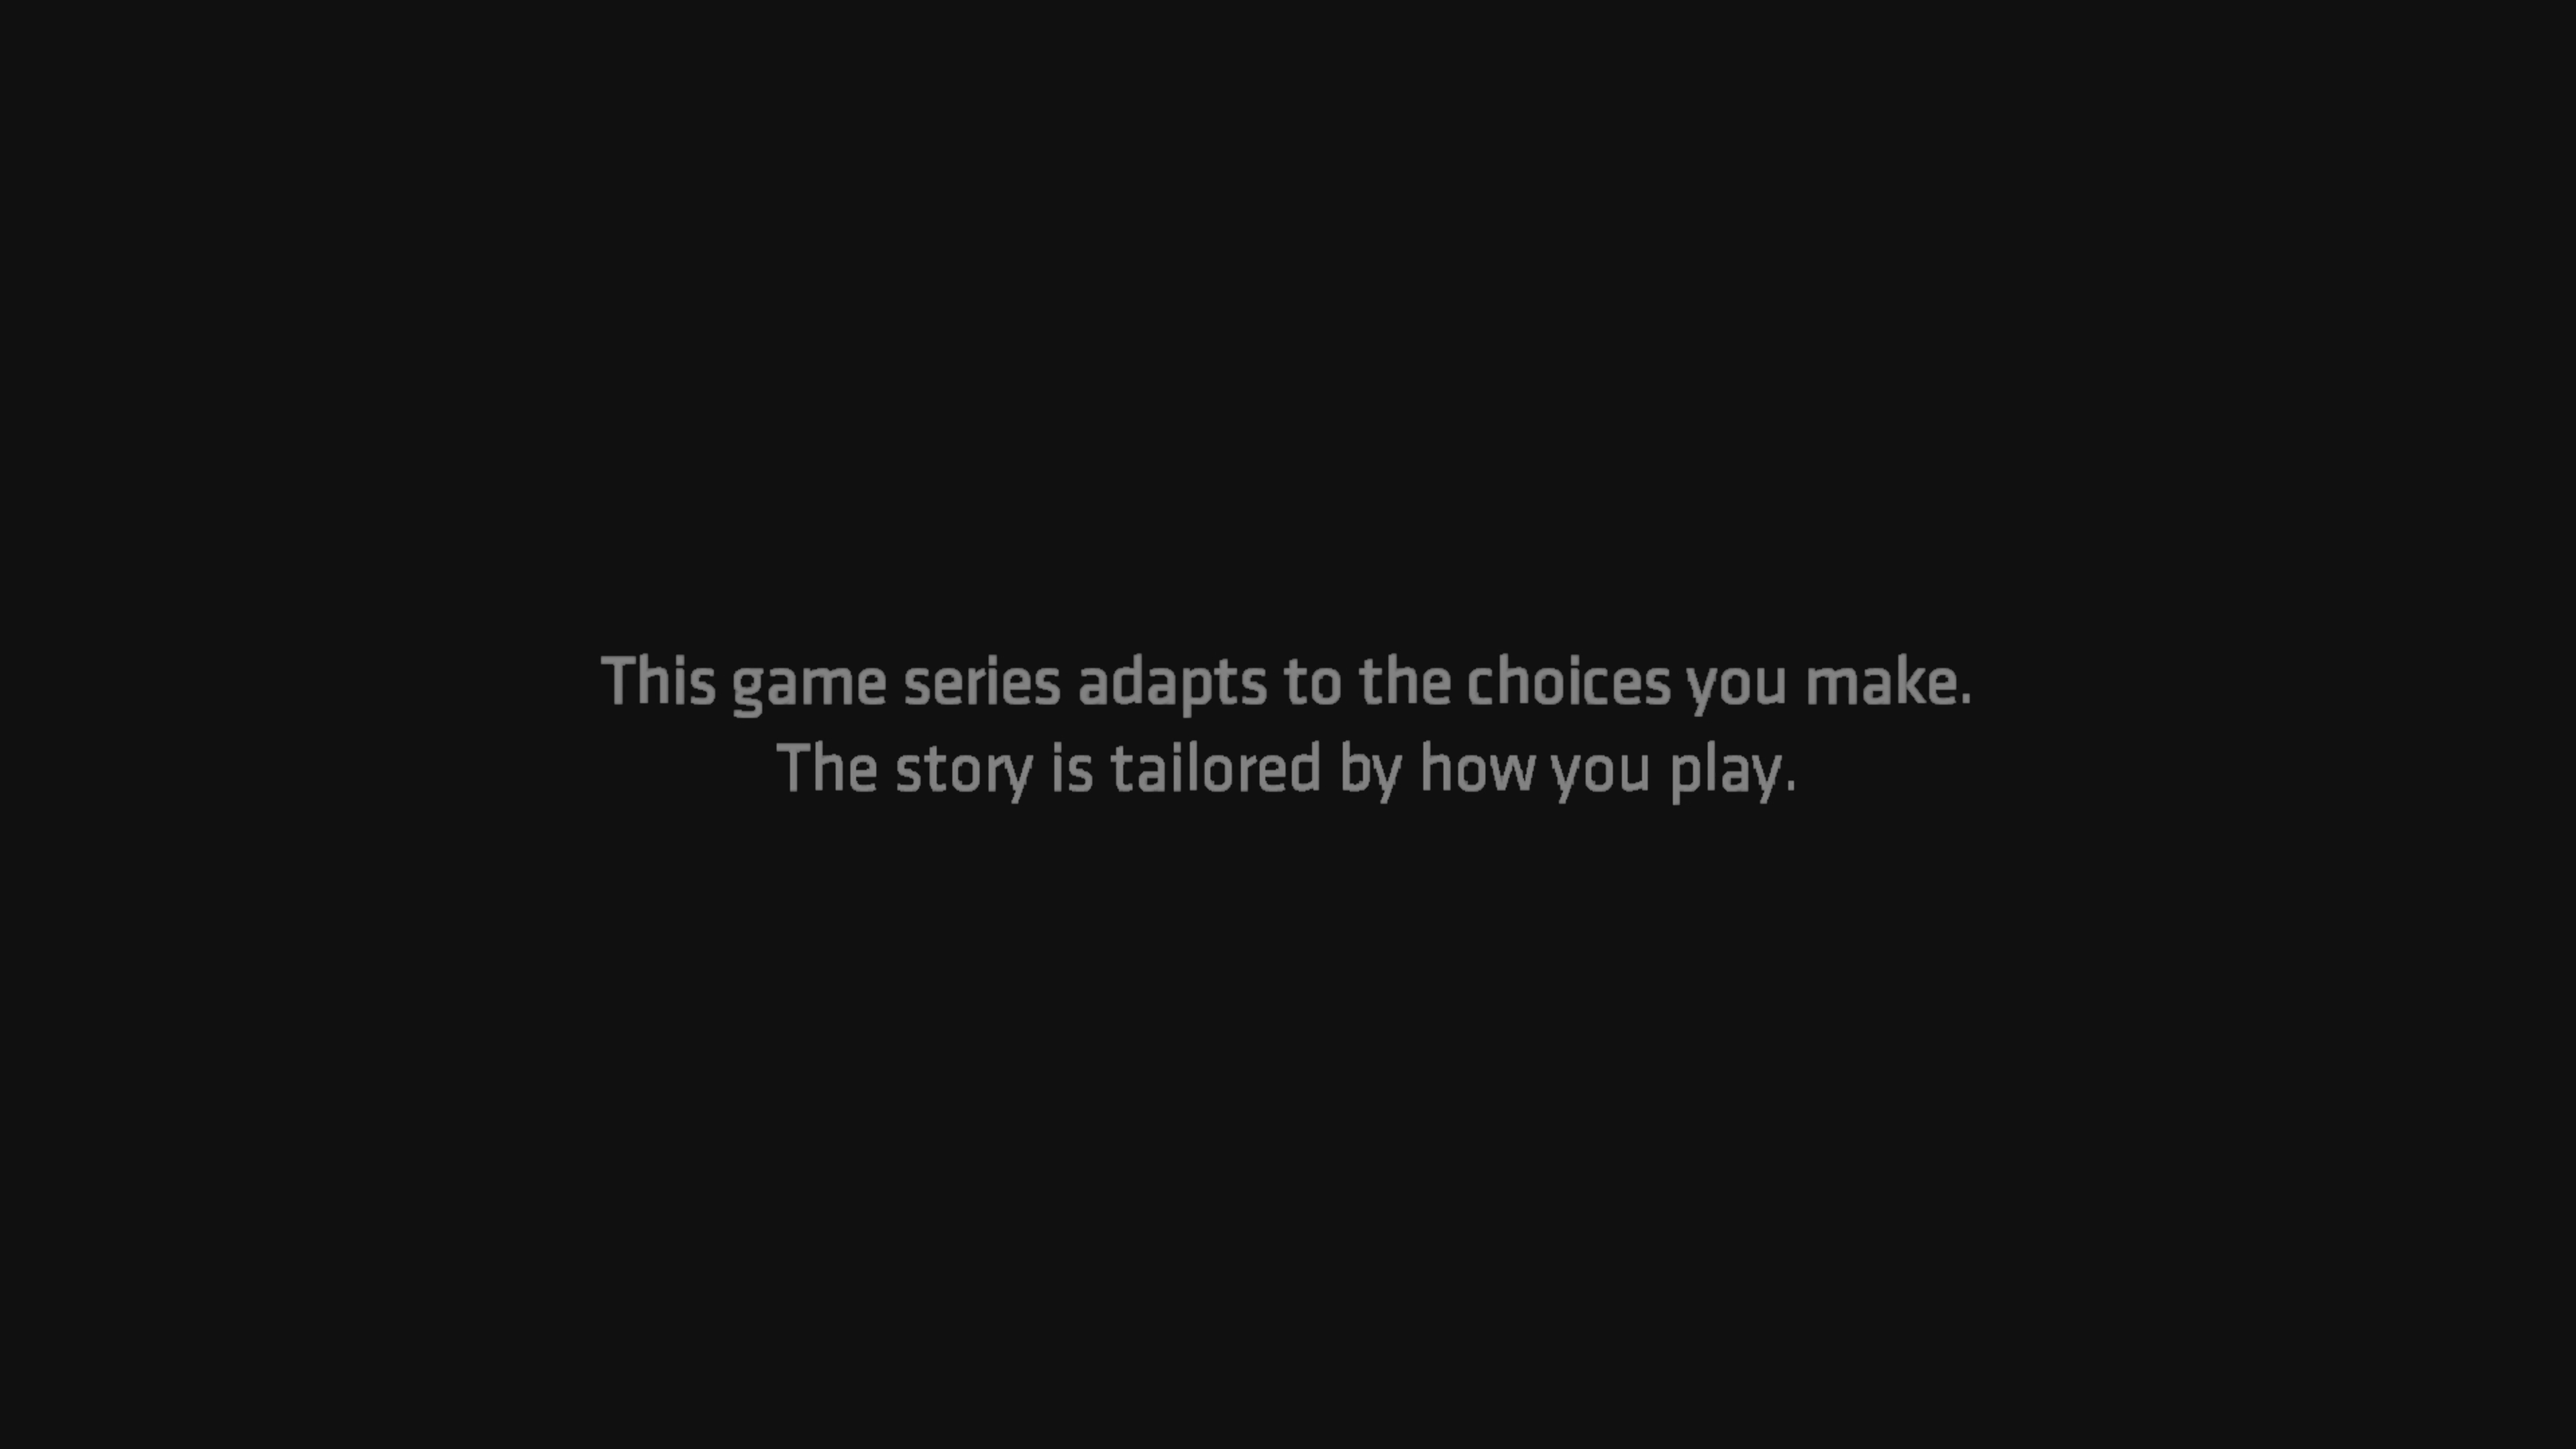 This game series adapts to the choices you make.
The story is tailored by how you play.